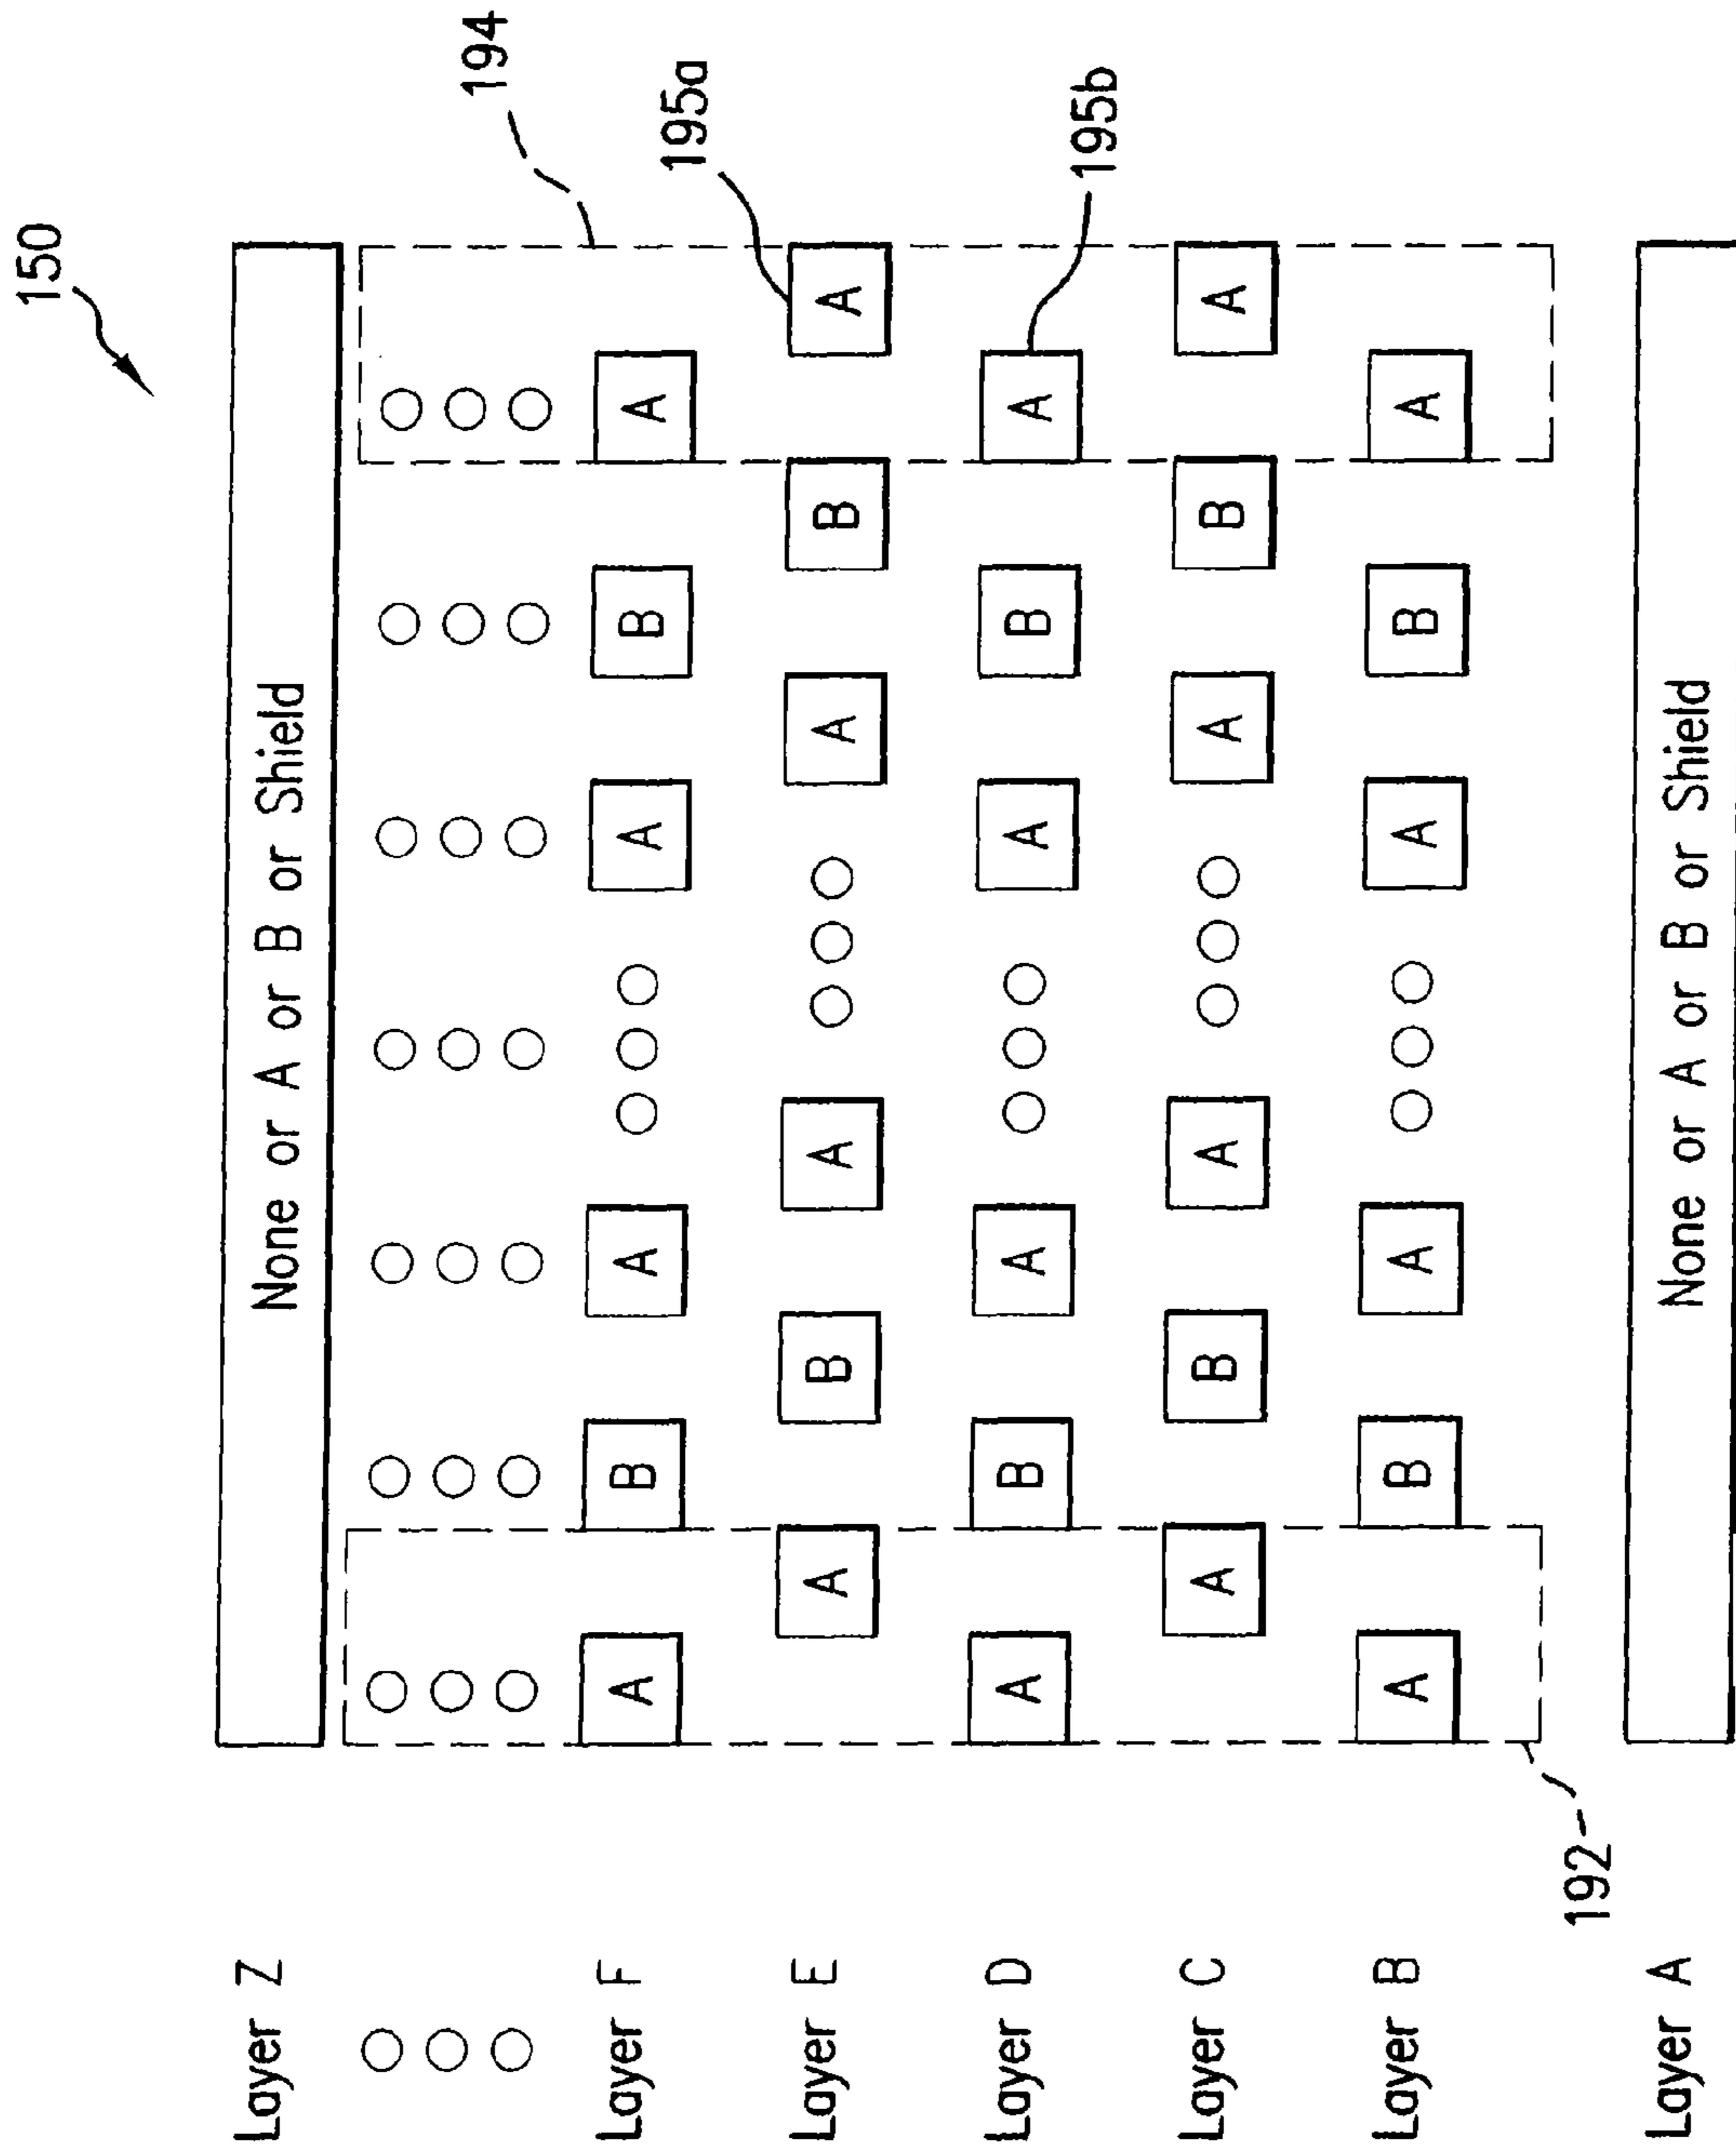 150
Layer Z None or A or B or Shield
194
Layer F A B A A B A
195a
Layer E A B A A B A
Layer D A B A A B A
195b
Layer C A B A A B A
Layer B A B A A B A
192
Layer A None or A or B or Shield